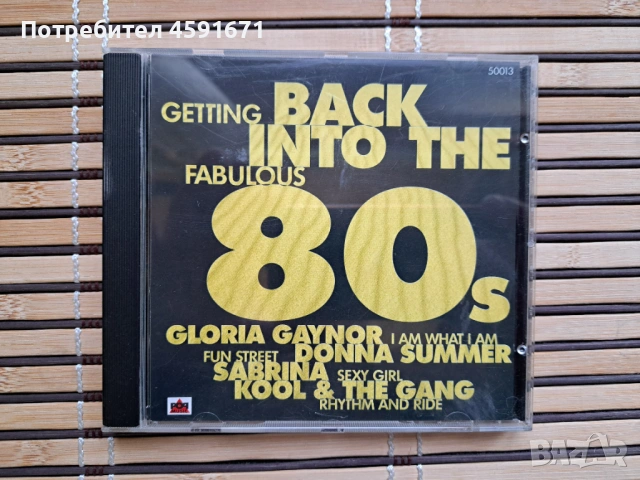 Потребител 4591671
50013
GETTING BACK
INTO THE
FABULOUS
80s
GLORIA GAYNOR I AM WHAT I AM
FUN STREET DONNA SUMMER
SABRINA SEXY GIRL
KOOL & THE GANG
RHYTHM AND RIDE
BAZAR